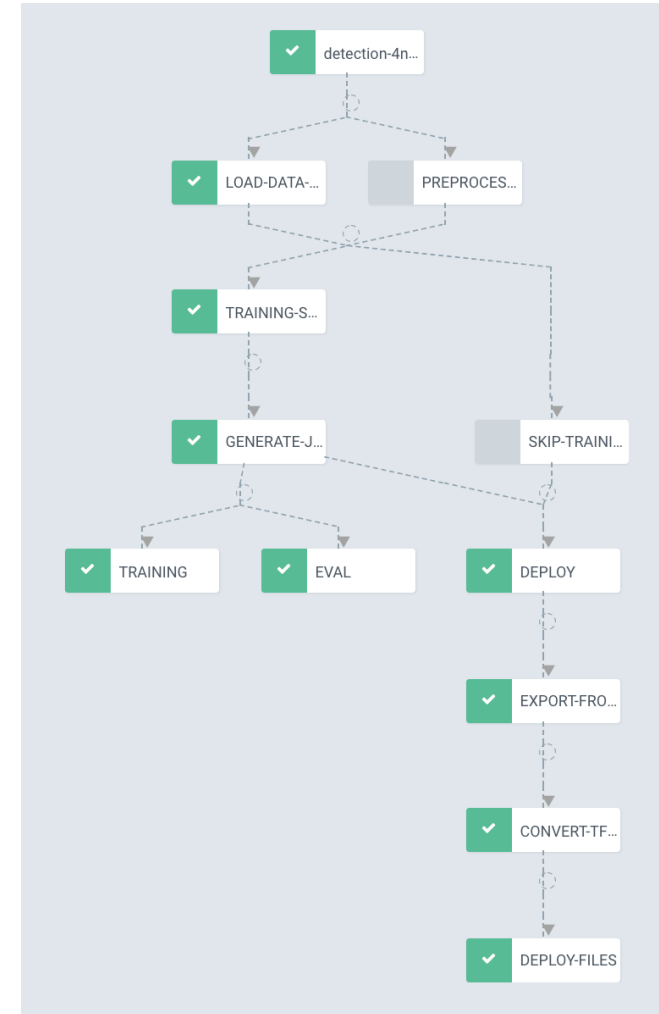 detection-4n...
LOAD-DATA-...
PREPROCES...
TRAINING-S...
GENERATE-J...
SKIP-TRAINI...
TRAINING
EVAL
DEPLOY
EXPORT-FRO...
CONVERT-TF...
DEPLOY-FILES